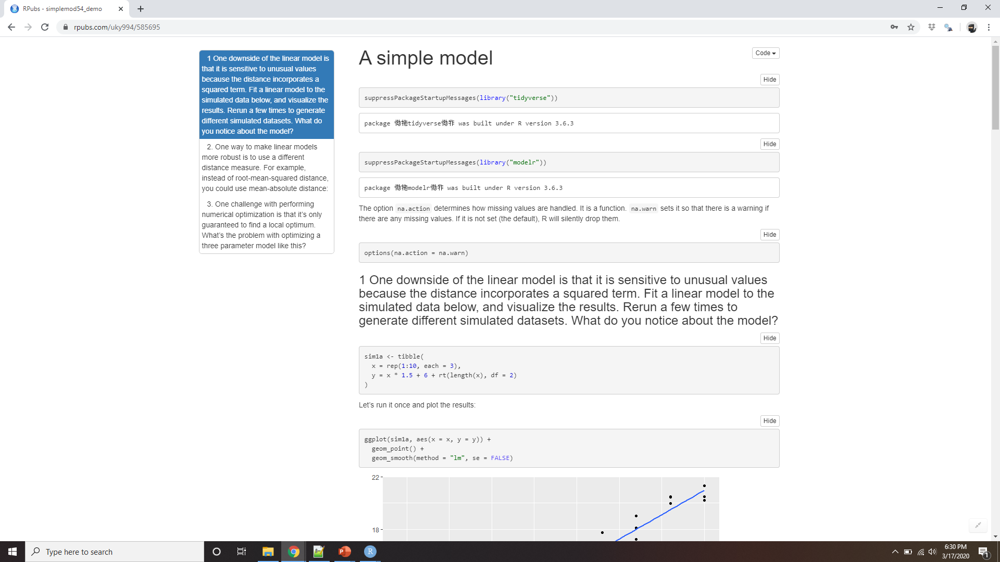 RPubs - simplemod54_demo
rpubs.com/uky994/585695
1 One downside of the linear model is
that it is sensitive to unusual values
because the distance incorporates a
squared term. Fit a linear model to the
simulated data below, and visualize the
results. Rerun a few times to generate
different simulated datasets. What do
you notice about the model?
2. One way to make linear models
more robust is to use a different
distance measure. For example,
instead of root-mean-squared distance,
you could use mean-absolute distance:
3. One challenge with performing
numerical optimization is that it’s only
guaranteed to find a local optimum.
What’s the problem with optimizing a
three parameter model like this?
A simple model
Code
Hide
suppressPackageStartupMessages(library("tidyverse"))
package 㤼㸱tidyverse㤼㸲 was built under R version 3.6.3
Hide
suppressPackageStartupMessages(library("modelr"))
package 㤼㸱modelr㤼㸲 was built under R version 3.6.3
The option na.action determines how missing values are handled. It is a function. na.warn sets it so that there is a warning if
there are any missing values. If it is not set (the default), R will silently drop them.
Hide
options(na.action = na.warn)
1 One downside of the linear model is that it is sensitive to unusual values
because the distance incorporates a squared term. Fit a linear model to the
simulated data below, and visualize the results. Rerun a few times to
generate different simulated datasets. What do you notice about the model?
Hide
sim1a <- tibble(
x = rep(1:10, each = 3),
y = x * 1.5 + 6 + rt(length(x), df = 2)
)
Let’s run it once and plot the results:
Hide
ggplot(sim1a, aes(x = x, y = y)) +
geom_point() +
geom_smooth(method = "lm", se = FALSE)
22
18
Type here to search
6:30 PM
3/17/2020
1